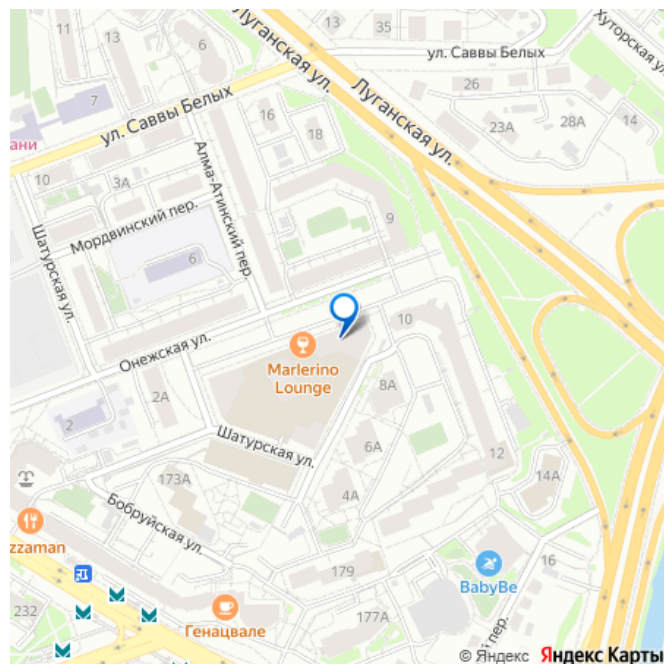 13
35
Хуторская ул.
11
13
6
Луганская ул.
ул. Саввы Белых
7
Луганская ул.
26
ул. Саввы Белых
16
18
23А
28А
14
ани
10
3А
Алма-Атинский пер.
Мордвинский пер.
9
Шатурская ул.
6
Онежская ул.
10
Marlerino
Lounge
8А
2А
2
Шатурская ул.
6А
12
173А
4А
14А
Бобруйская ул.
zzaman
179
16
BabyBe
232
Генацвале
177А
й пер.
© Яндекс Яндекс Карты